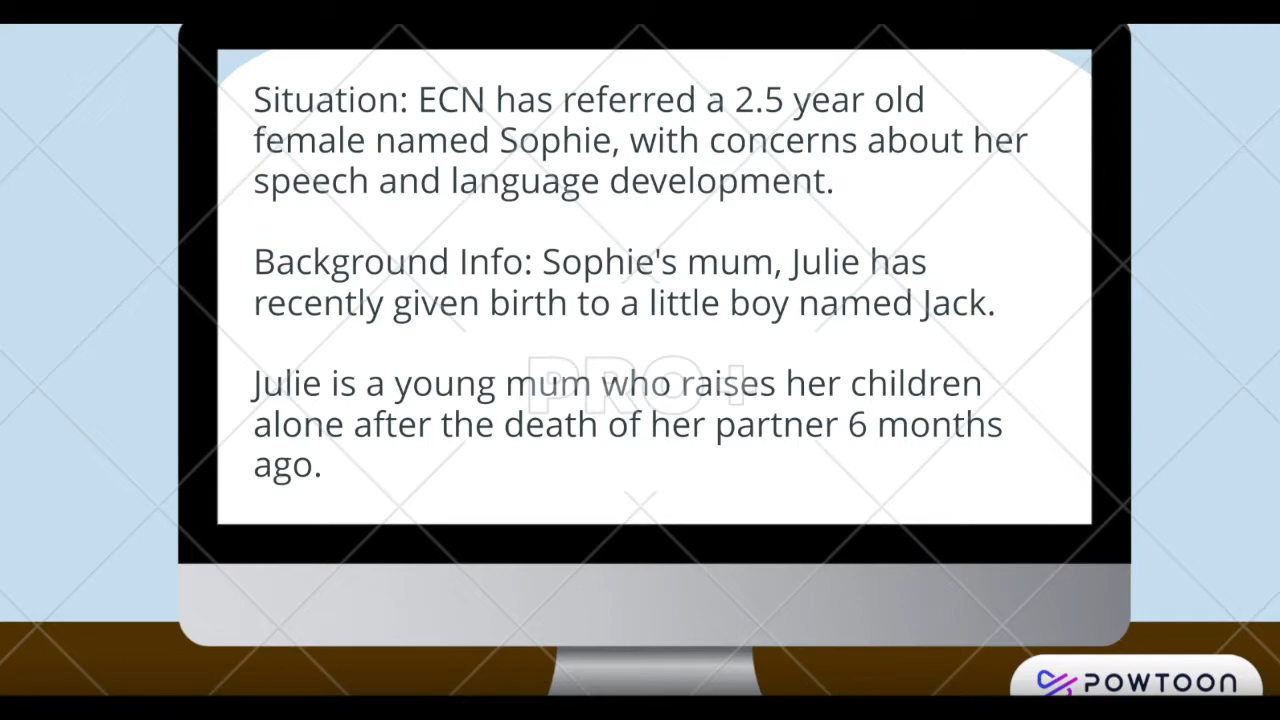 Situation: ECN has referred a 2.5 year old
female named Sophie, with concerns about her
speech and language development.
Background Info: Sophie's mum, Julie has
recently given birth to a little boy named Jack.
Julie is a young mum who raises her children
alone after the death of her partner 6 months
ago.
PRO+
POWTOON